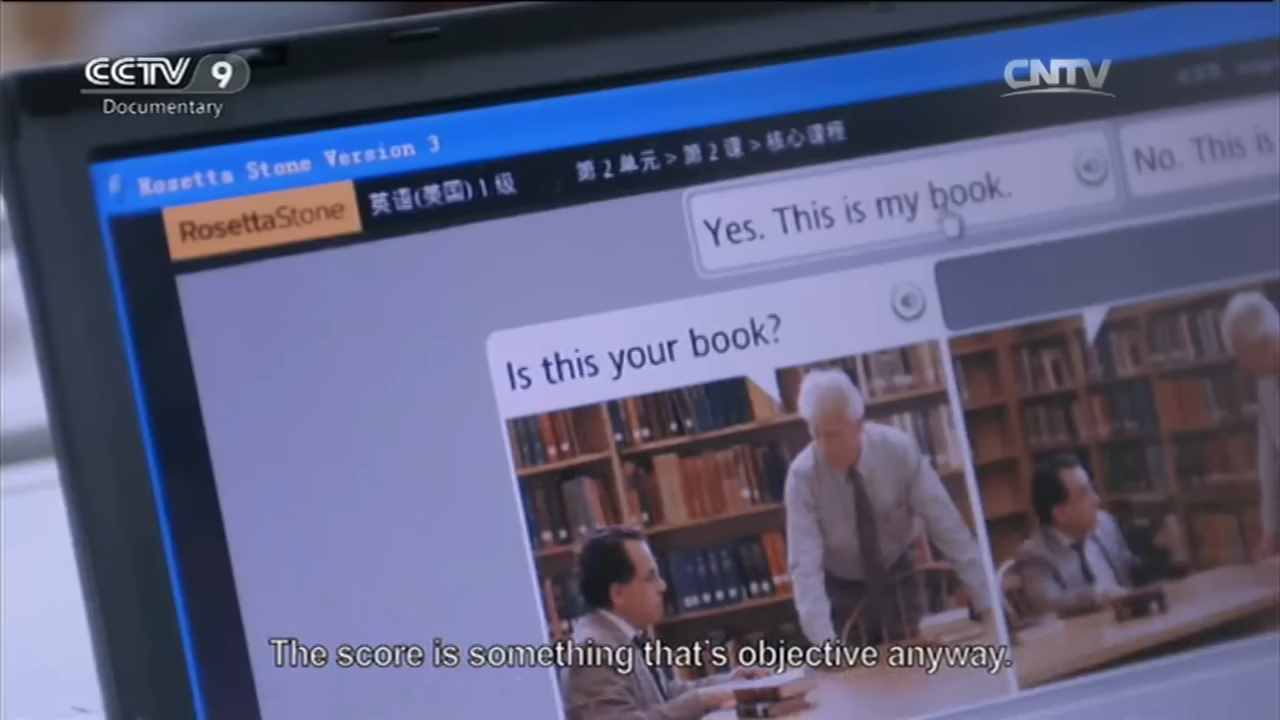 CCTV 9
Documentary
CNTV
Rosetta Stone Version 3
RosettaStone
英语(美国) 1 级
第 2 单元 > 第 2 课 > 核心课程
Yes. This is my book.
No. This is
Is this your book?
The score is something that's objective anyway.